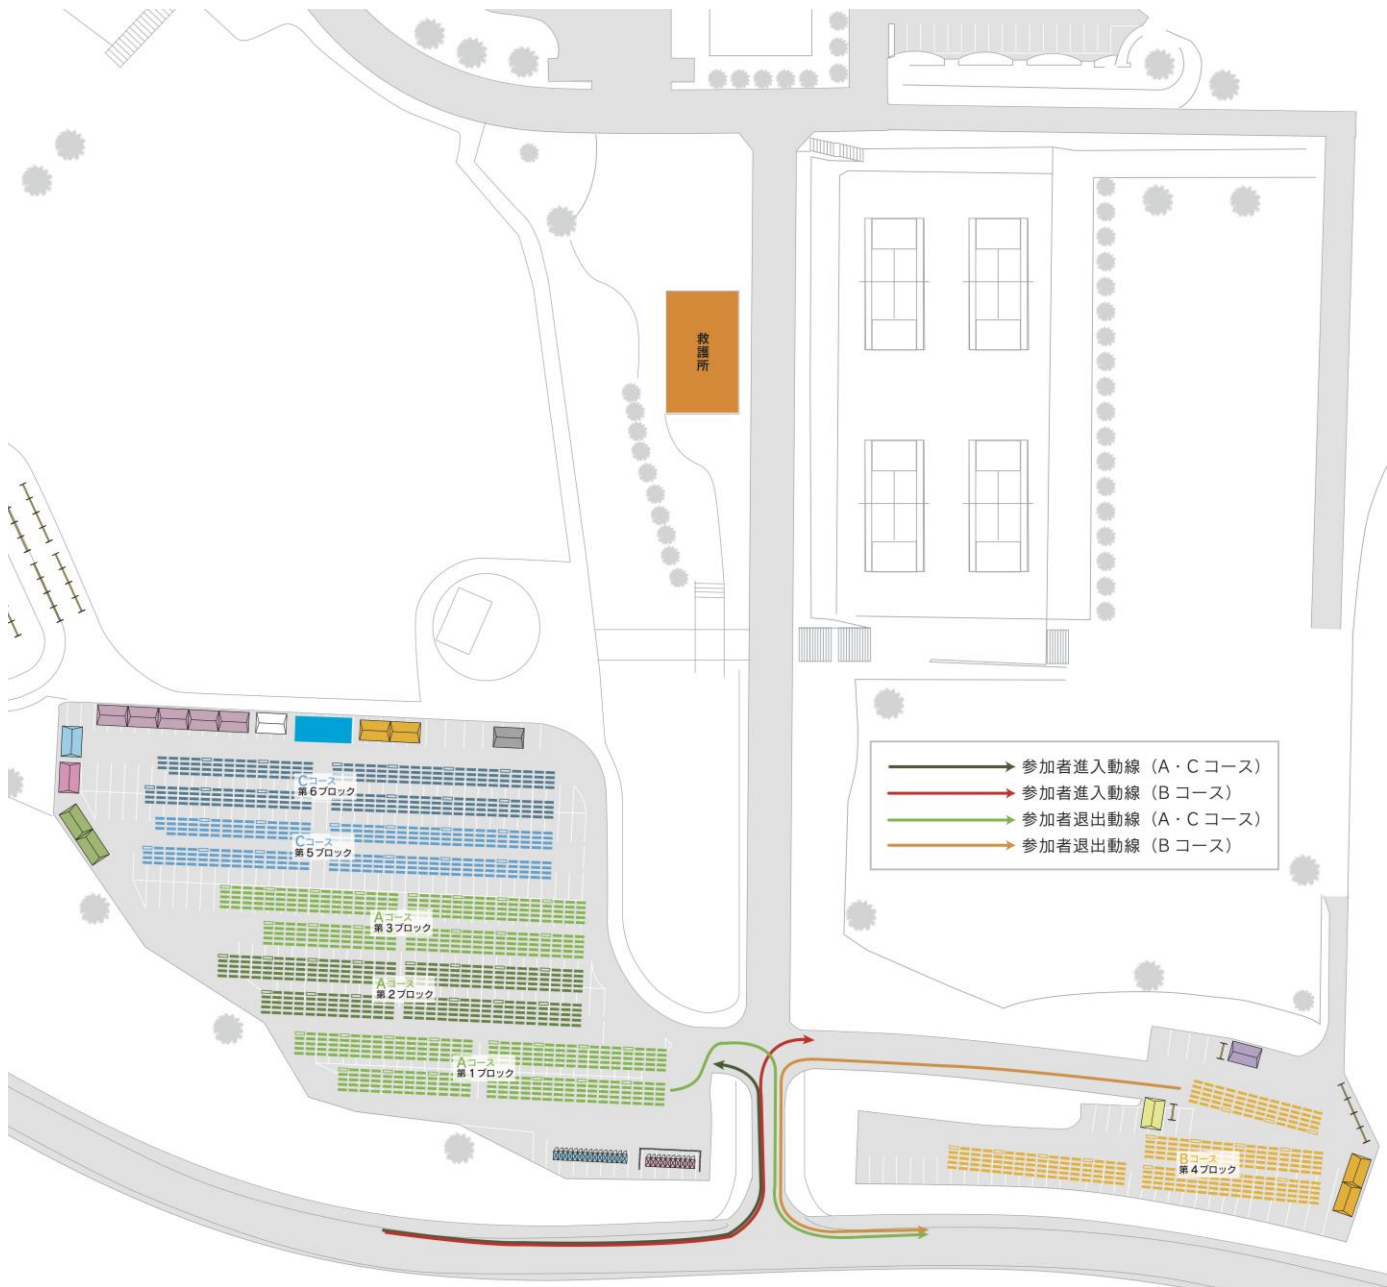 救護所
参加者進入動線（A・C コース）
参加者進入動線（B コース）
参加者退出動線（A・C コース）
参加者退出動線（B コース）
Cコース
第6ブロック
Cコース
第5ブロック
Aコース
第3ブロック
Aコース
第2ブロック
Aコース
第1ブロック
Bコース
第4ブロック